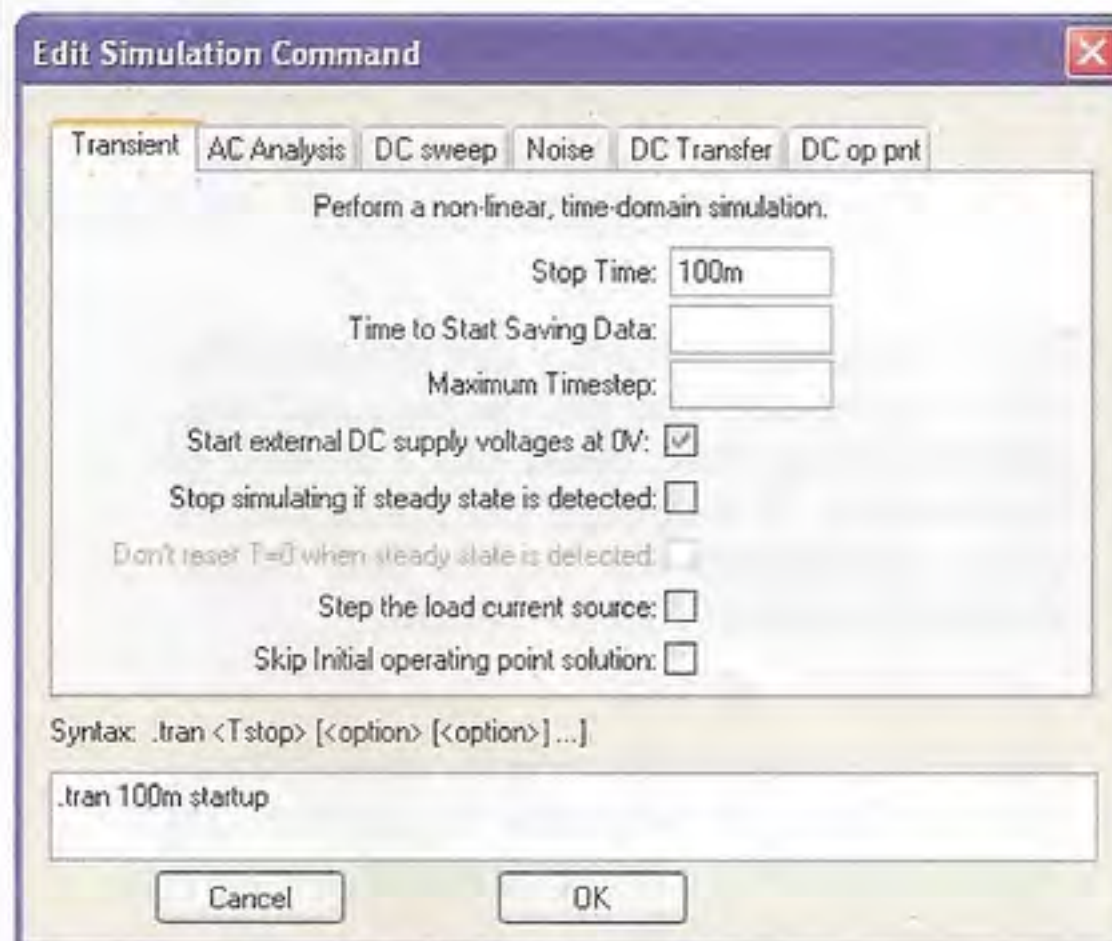 Edit Simulation Command
Transient AC Analysis DC sweep Noise DC Transfer DC op pnt
Perform a non-linear, time-domain simulation.
Stop Time: 100m
Time to Start Saving Data:
Maximum Timestep:
Start external DC supply voltages at 0V:
Stop simulating if steady state is detected:
Don't reset T=0 when steady state is detected:
Step the load current source:
Skip Initial operating point solution:
Syntax: .tran <Tstop> [<option> [<option>] ...]
.tran 100m startup
Cancel OK